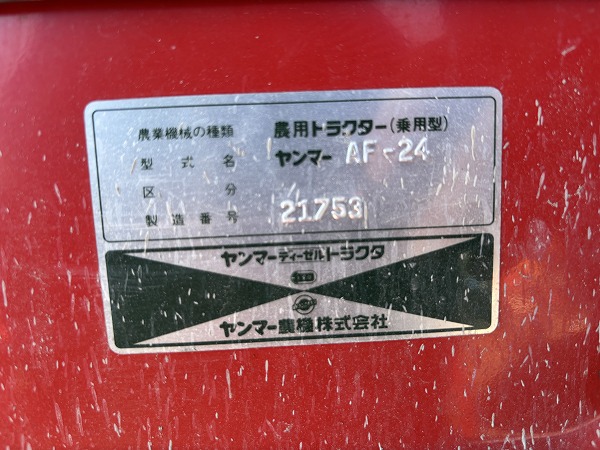 農業機械の種類 農用トラクター(乗用型)
型式名 ヤンマー AF-24
区分
製造番号 21753
ヤンマーディーゼルトラクタ
ヤンマー農機株式会社